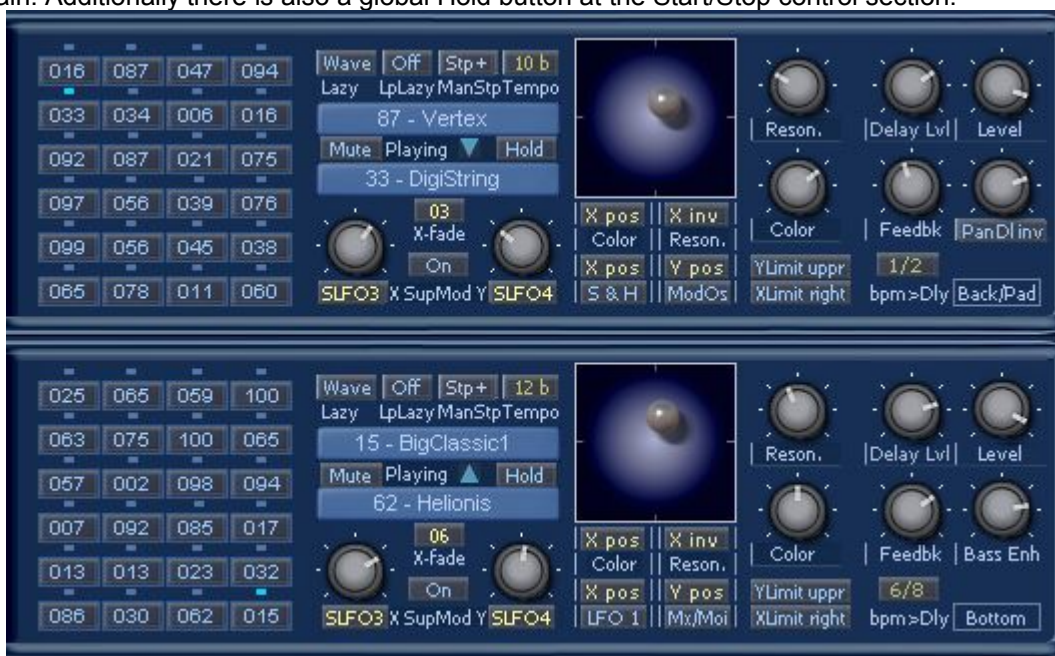 ain. Additionally there is also a global Hold button at the Start/Stop control section.
016 087 047 094
033 034 006 016
092 087 021 075
097 056 039 076
099 056 045 038
065 078 011 060
Wave Off Stp+ 10 b
Lazy LpLazy ManStp Tempo
87 - Vertex
Mute Playing Hold
33 - DigiString
03
X-Fade
On
SLFO3 X SupMod Y SLFO4
X pos X inv
Color Reson.
X pos Y pos
S & H ModOs
Reson. Delay Lvl Level
Color Feedbk PanDl inv
YLimit uppr 1/2
XLimit right bpm>Dly Back/Pad
025 065 059 100
063 075 100 065
057 002 098 094
007 092 085 017
013 013 023 032
086 030 062 015
Wave Off Stp+ 12 b
Lazy LpLazy ManStp Tempo
15 - BigClassic1
Mute Playing Hold
62 - Helionis
06
X-Fade
On
SLFO3 X SupMod Y SLFO4
X pos X inv
Color Reson.
X pos Y pos
LFO 1 Mx/Moi
Reson. Delay Lvl Level
Color Feedbk Bass Enh
YLimit uppr 6/8
XLimit right bpm>Dly Bottom